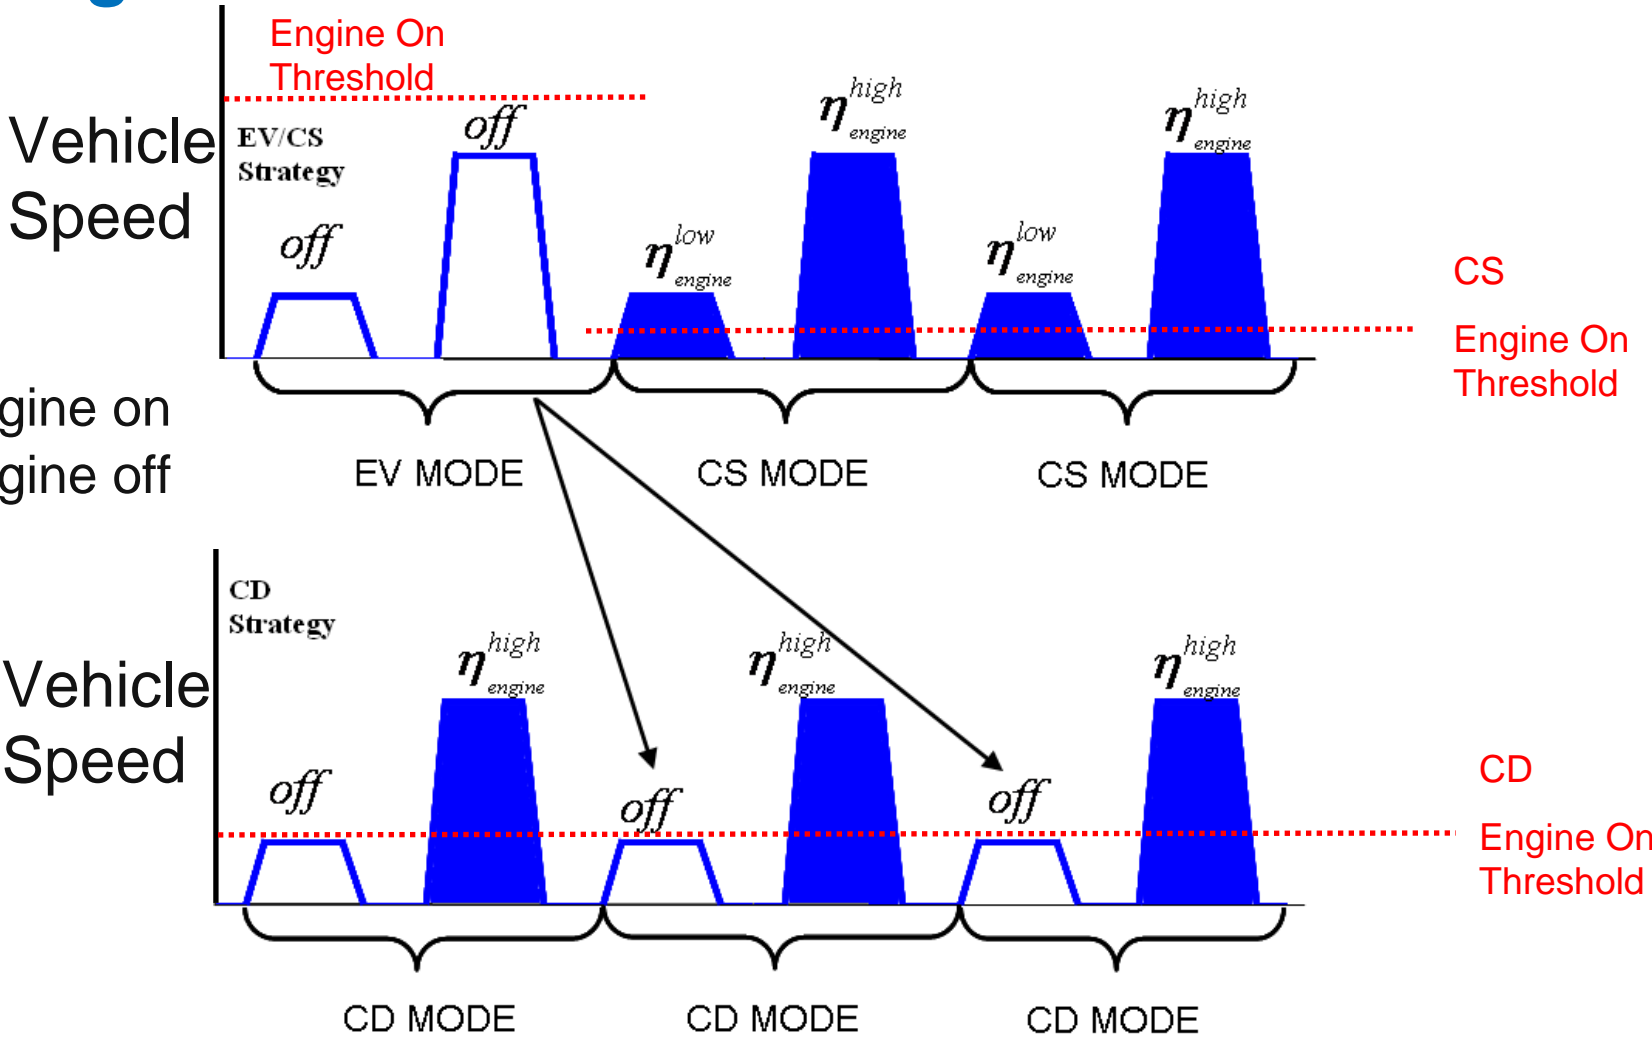 Engine On
Threshold
Vehicle
Speed
EV/CS
Strategy
off
off
η low engine
η high engine
η low engine
η high engine
CS
Engine On
Threshold
gine on
gine off
EV MODE
CS MODE
CS MODE
CD
Strategy
Vehicle
Speed
off
η high engine
off
η high engine
off
η high engine
CD
Engine On
Threshold
CD MODE
CD MODE
CD MODE